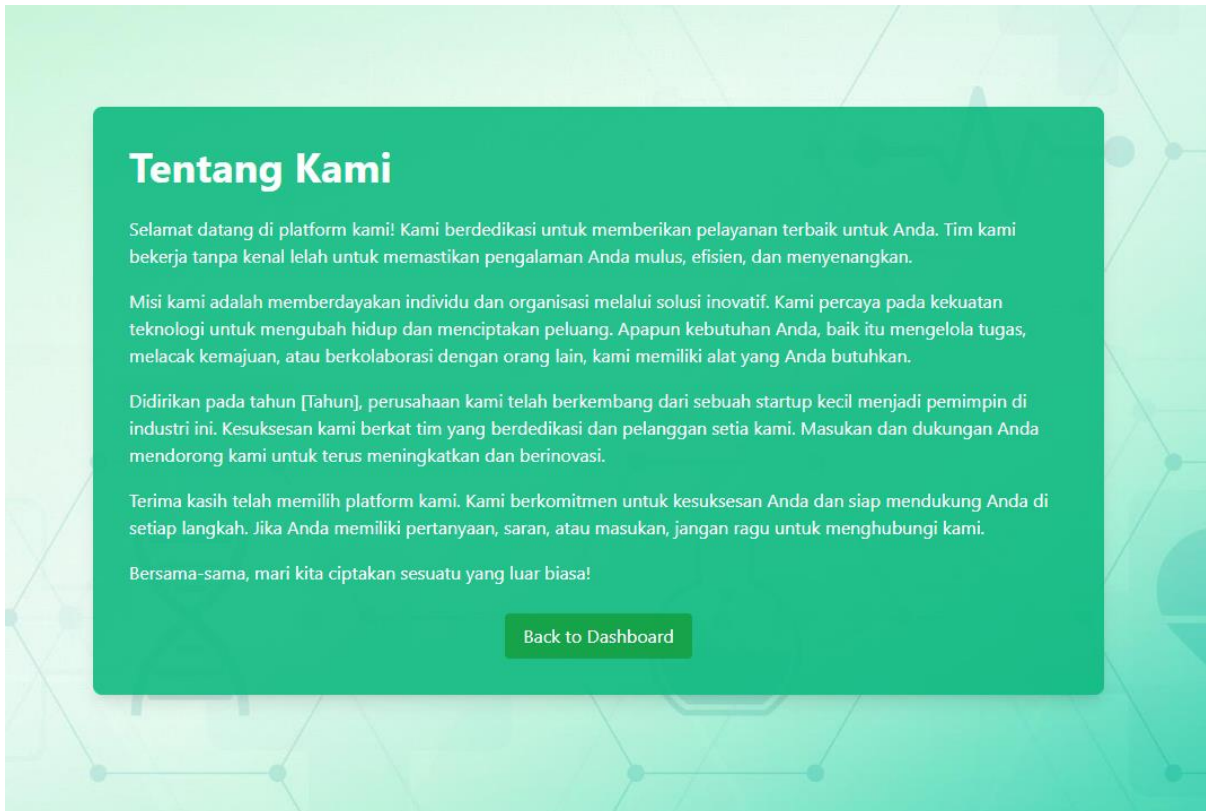 Tentang Kami
Selamat datang di platform kami! Kami berdedikasi untuk memberikan pelayanan terbaik untuk Anda. Tim kami
bekerja tanpa kenal lelah untuk memastikan pengalaman Anda mulus, efisien, dan menyenangkan.
Misi kami adalah memberdayakan individu dan organisasi melalui solusi inovatif. Kami percaya pada kekuatan
teknologi untuk mengubah hidup dan menciptakan peluang. Apapun kebutuhan Anda, baik itu mengelola tugas,
melacak kemajuan, atau berkolaborasi dengan orang lain, kami memiliki alat yang Anda butuhkan.
Didirikan pada tahun [Tahun], perusahaan kami telah berkembang dari sebuah startup kecil menjadi pemimpin di
industri ini. Kesuksesan kami berkat tim yang berdedikasi dan pelanggan setia kami. Masukan dan dukungan Anda
mendorong kami untuk terus meningkatkan dan berinovasi.
Terima kasih telah memilih platform kami. Kami berkomitmen untuk kesuksesan Anda dan siap mendukung Anda di
setiap langkah. Jika Anda memiliki pertanyaan, saran, atau masukan, jangan ragu untuk menghubungi kami.
Bersama-sama, mari kita ciptakan sesuatu yang luar biasa!
Back to Dashboard